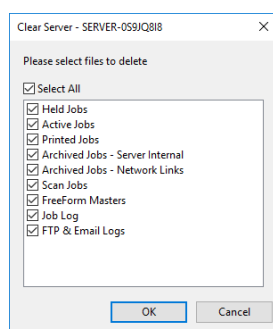 Clear Server - SERVER-0S9JQ8I8
Please select files to delete
Select All
Held Jobs
Active Jobs
Printed Jobs
Archived Jobs - Server Internal
Archived Jobs - Network Links
Scan Jobs
FreeForm Masters
Job Log
FTP & Email Logs
OK Cancel